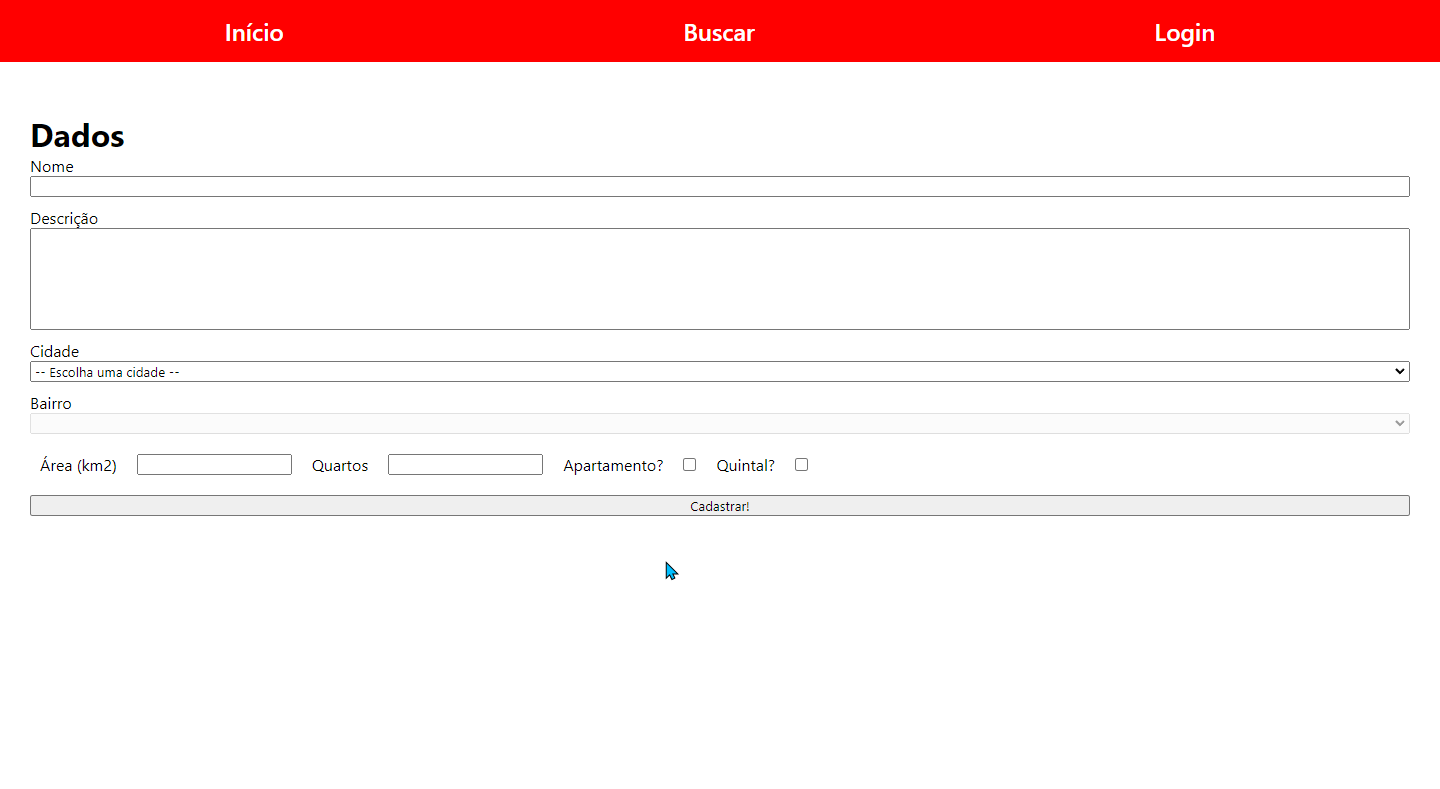 Início Buscar Login
Dados
Nome
Descrição
Cidade
-- Escolha uma cidade --
Bairro
Área (km2) Quartos Apartamento? Quintal?
Cadastrar!